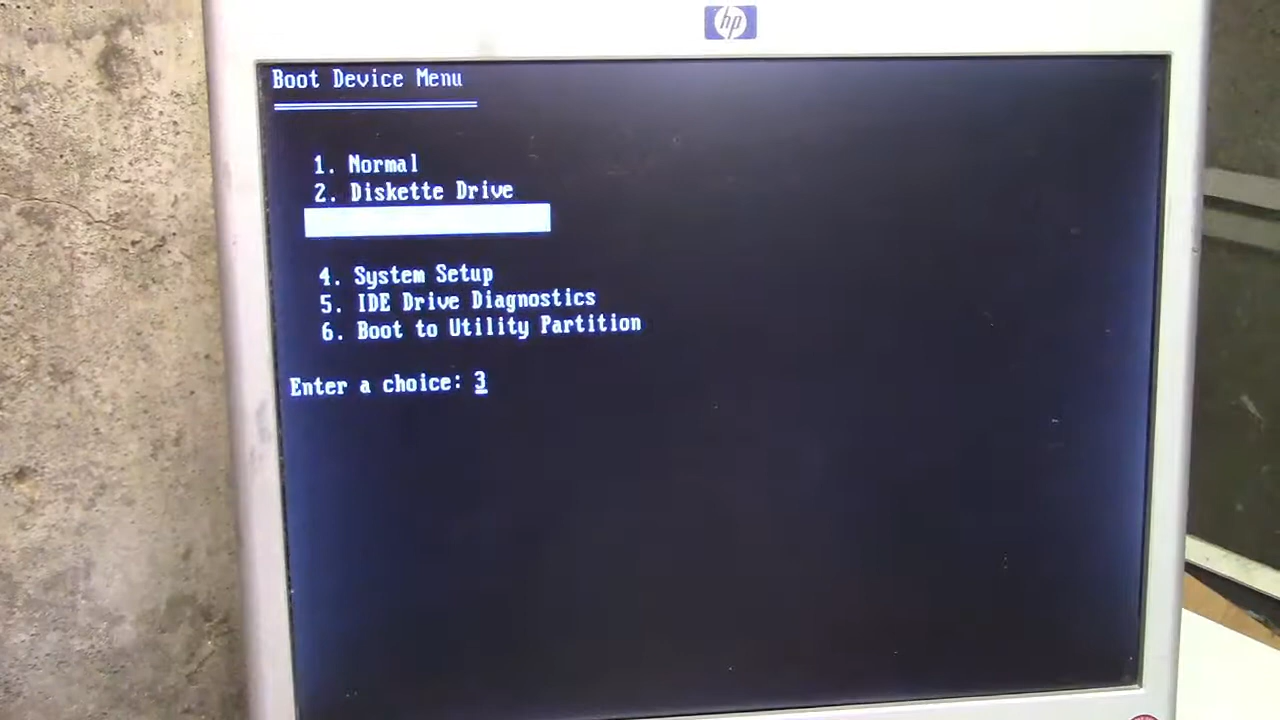 hp
Boot Device Menu
1. Normal
2. Diskette Drive
4. System Setup
5. IDE Drive Diagnostics
6. Boot to Utility Partition
Enter a choice: 3